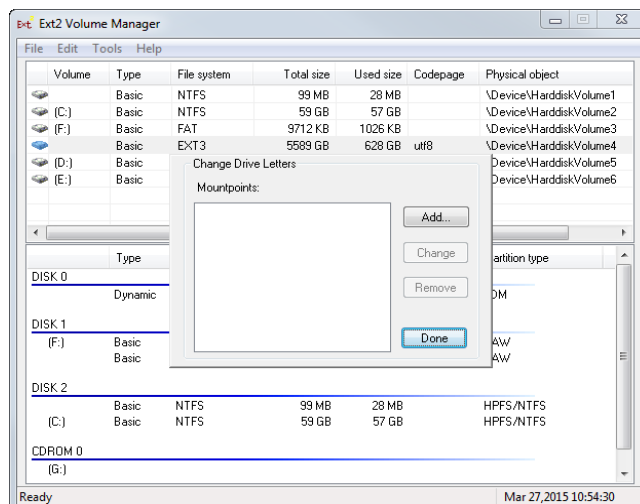 Ext2 Volume Manager
File Edit Tools Help
Volume Type File system Total size Used size Codepage Physical object
Basic NTFS 99 MB 28 MB \Device\HarddiskVolume1
(C:) Basic NTFS 59 GB 57 GB \Device\HarddiskVolume2
(F:) Basic FAT 9712 KB 1026 KB \Device\HarddiskVolume3
Basic EXT3 5589 GB 628 GB utf8 \Device\HarddiskVolume4
(D:) Basic Device\HarddiskVolume5
(E:) Basic Device\HarddiskVolume6
Change Drive Letters
Mountpoints:
Add...
Change
Remove
Done
Type artition type
DISK 0
Dynamic DM
DISK 1
(F:) Basic AW
Basic AW
DISK 2
Basic NTFS 99 MB 28 MB HPFS/NTFS
(C:) Basic NTFS 59 GB 57 GB HPFS/NTFS
CDROM 0
(G:)
Ready Mar 27,2015 10:54:30